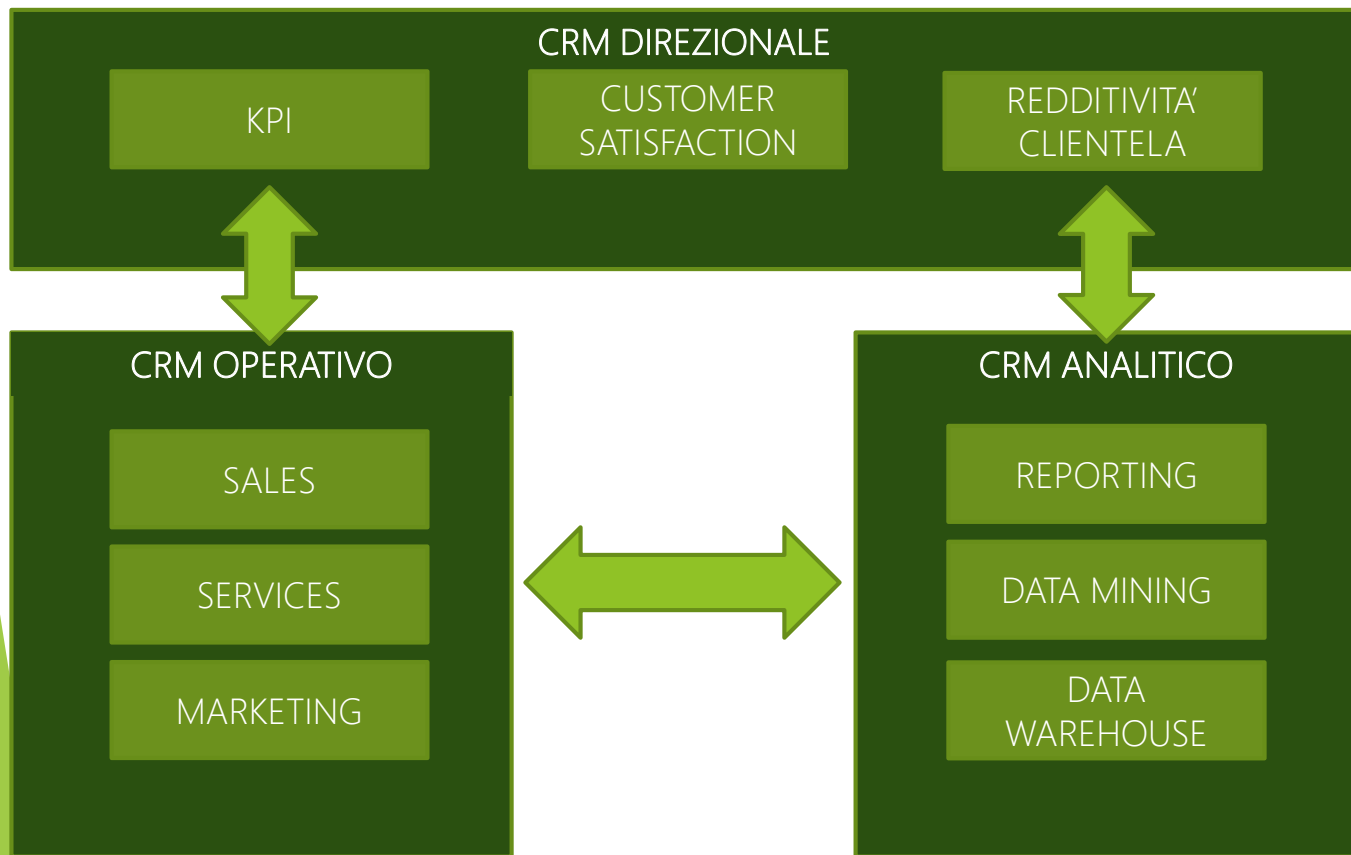 CRM DIREZIONALE
KPI
CUSTOMER
SATISFACTION
REDDITIVITA’
CLIENTELA
CRM OPERATIVO
SALES
SERVICES
MARKETING
CRM ANALITICO
REPORTING
DATA MINING
DATA
WAREHOUSE